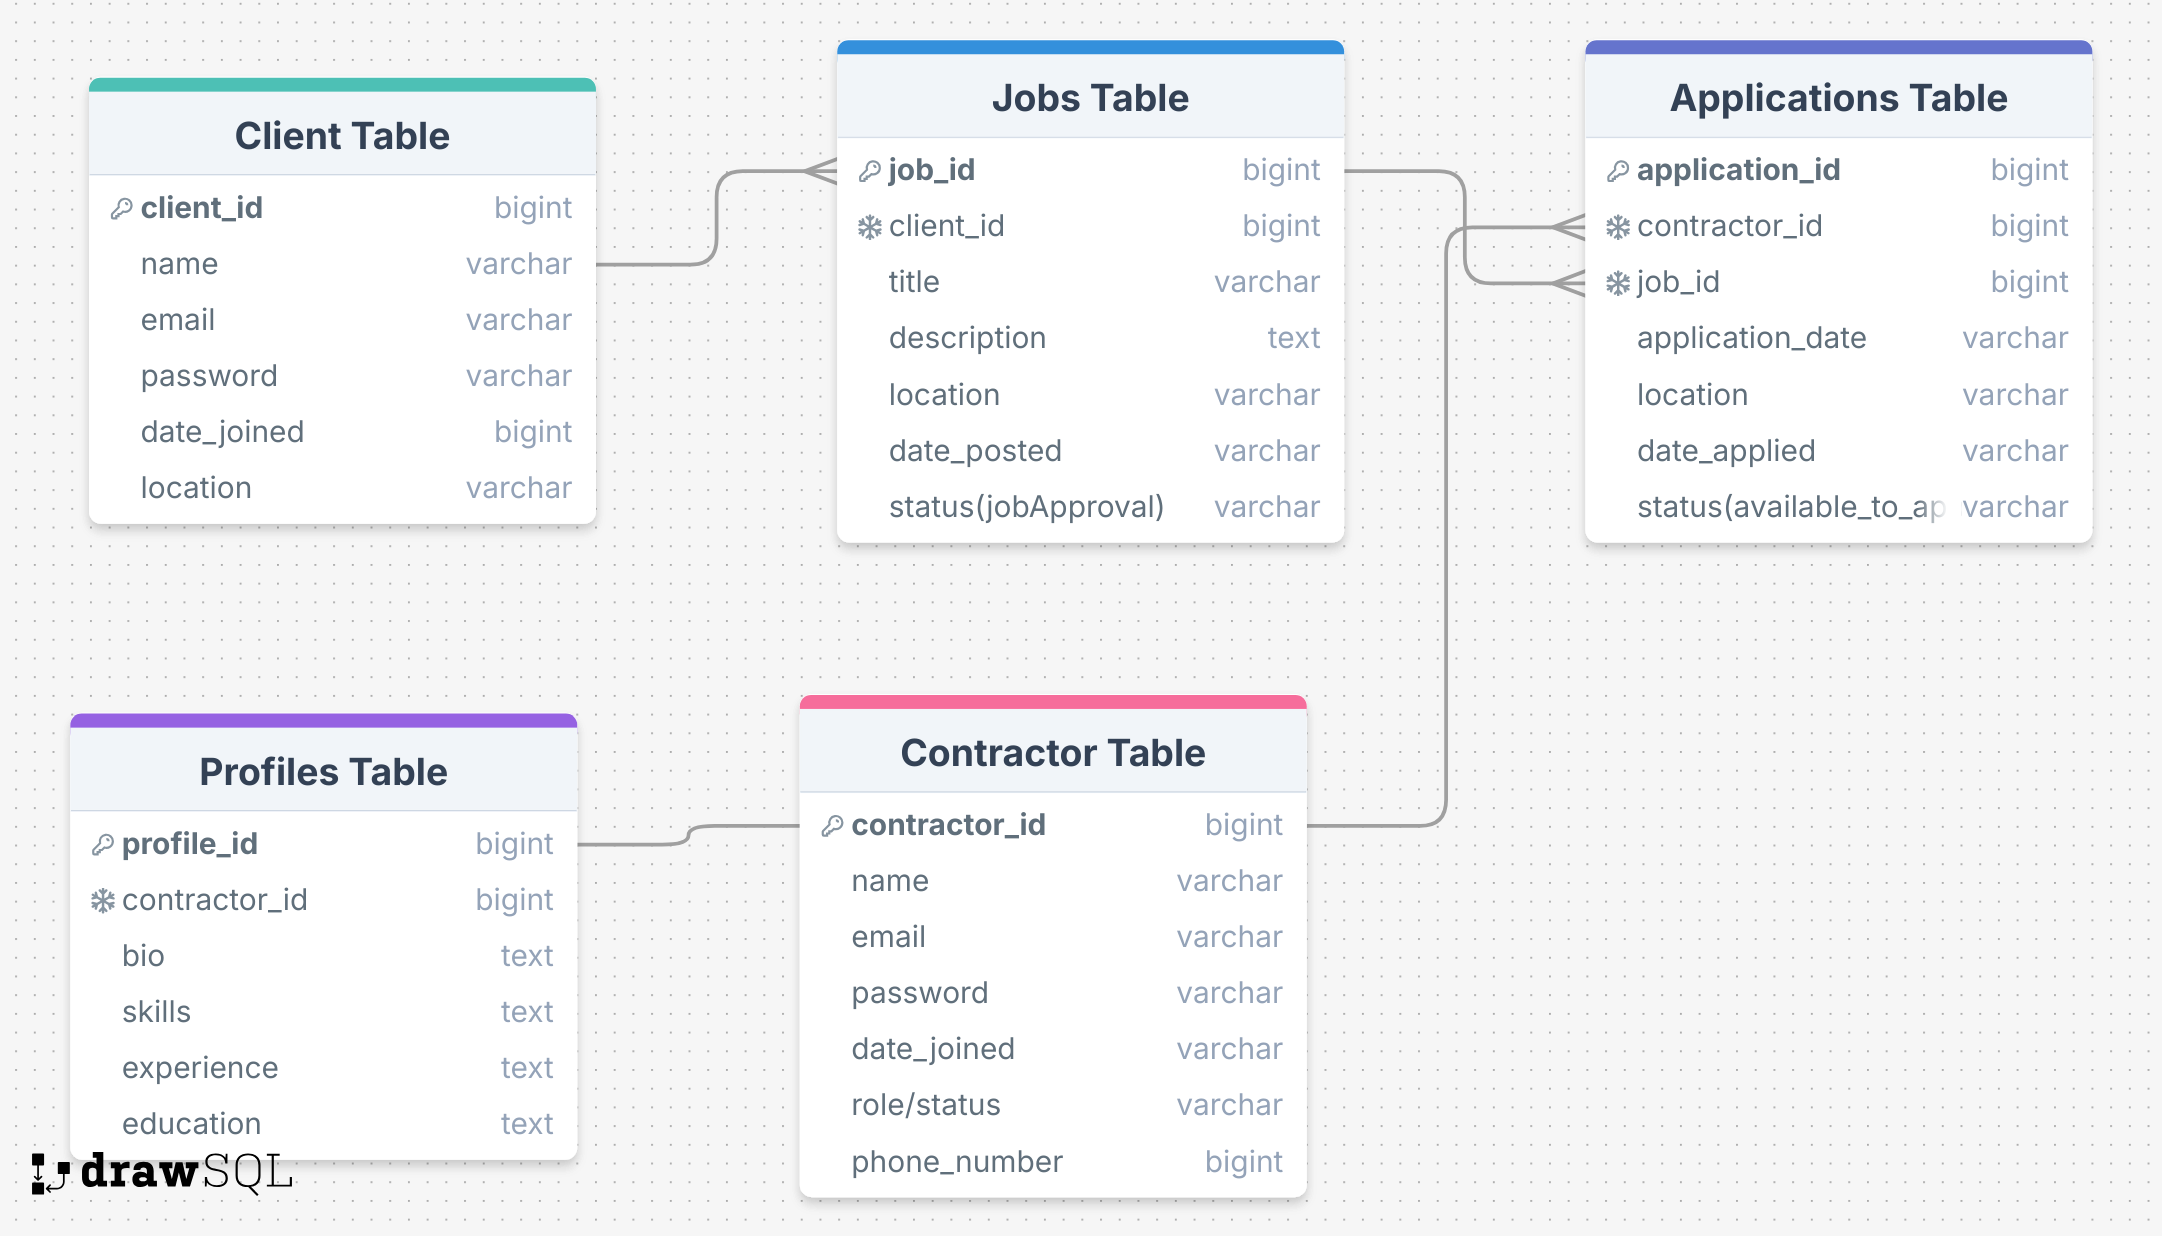 Client Table
client_id bigint
name varchar
email varchar
password varchar
date_joined bigint
location varchar
Jobs Table
job_id bigint
client_id bigint
title varchar
description text
location varchar
date_posted varchar
status(jobApproval) varchar
Applications Table
application_id bigint
contractor_id bigint
job_id bigint
application_date varchar
location varchar
date_applied varchar
status(available_to_ap varchar
Profiles Table
profile_id bigint
contractor_id bigint
bio text
skills text
experience text
education text
Contractor Table
contractor_id bigint
name varchar
email varchar
password varchar
date_joined varchar
role/status varchar
phone_number bigint
drawSQL